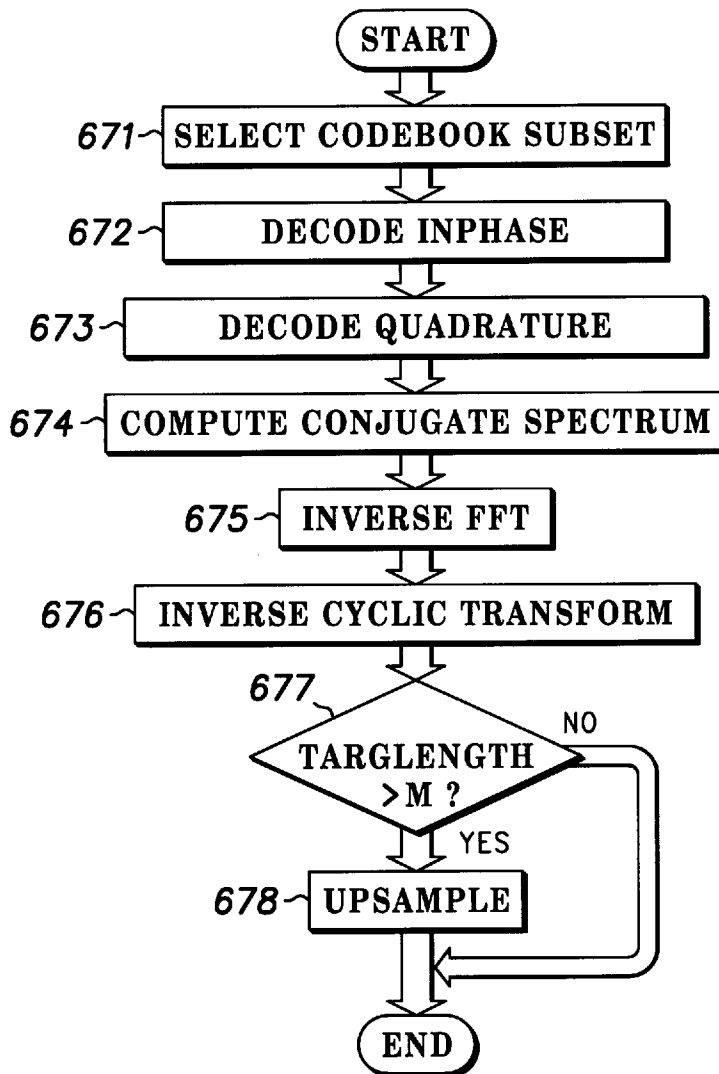 START
671 SELECT CODEBOOK SUBSET
672 DECODE INPHASE
673 DECODE QUADRATURE
674 COMPUTE CONJUGATE SPECTRUM
675 INVERSE FFT
676 INVERSE CYCLIC TRANSFORM
677
NO
TARGLENGTH
>M ?
YES
678 UPSAMPLE
END